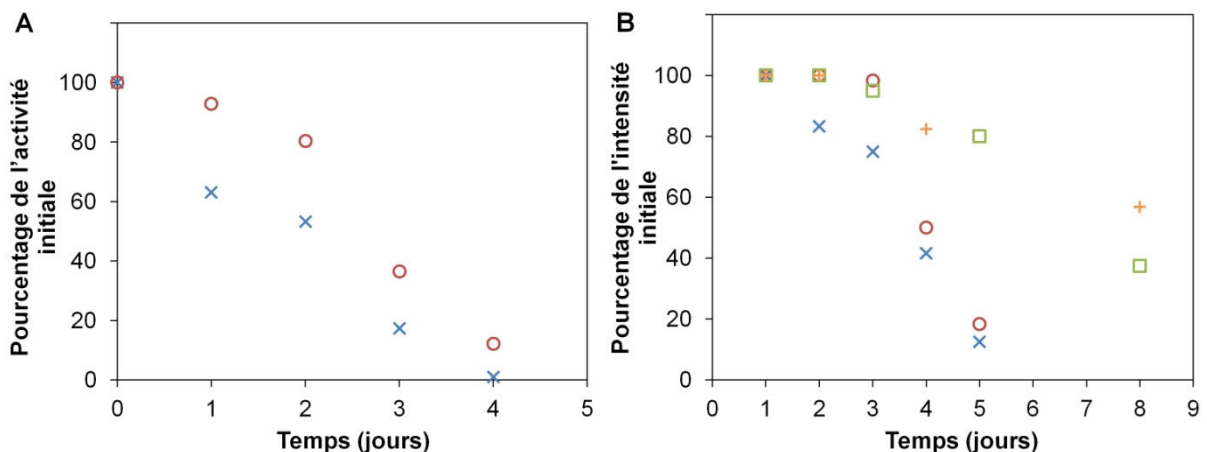 A
Pourcentage de l'activité
initiale
100
80
60
40
20
0
0 1 2 3 4 5
Temps (jours)
B
Pourcentage de l'intensité
initiale
100
80
60
40
20
0
0 1 2 3 4 5 6 7 8 9
Temps (jours)